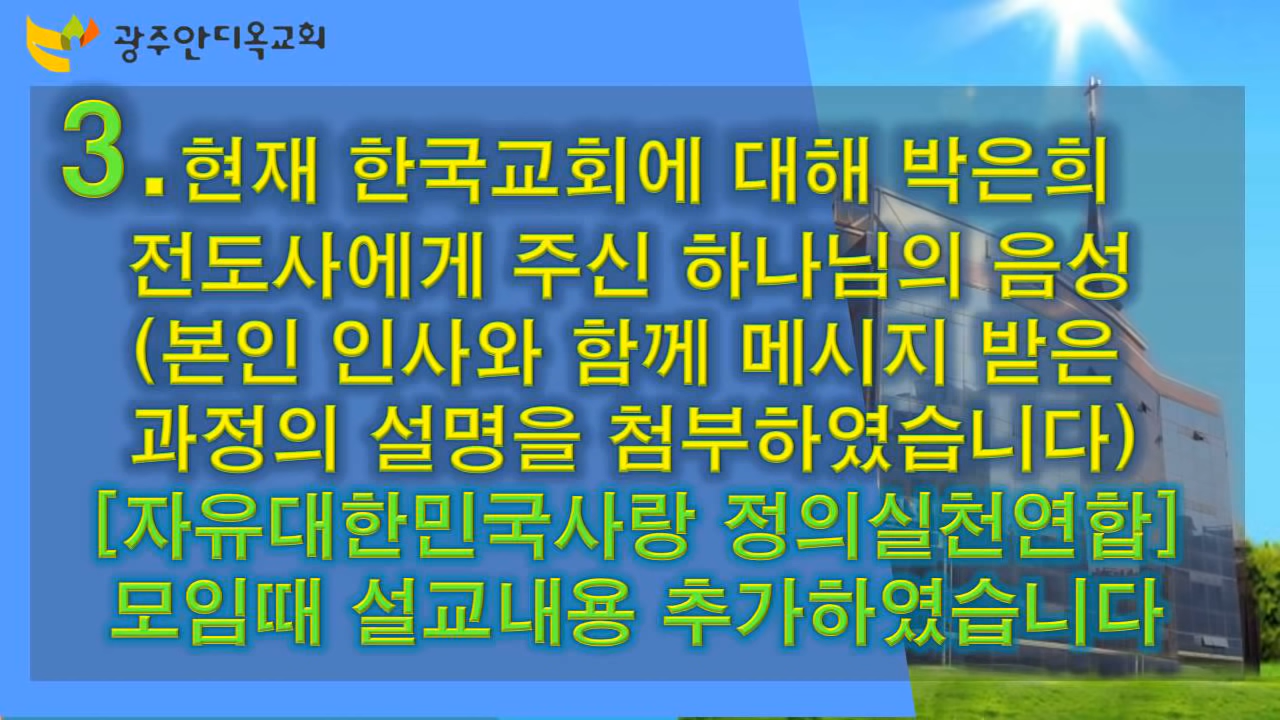 광주안디옥교회
3.현재 한국교회에 대해 박은희
전도사에게 주신 하나님의 음성
(본인 인사와 함께 메시지 받은
과정의 설명을 첨부하였습니다)
[자유대한민국사랑 정의실천연합]
모임때 설교내용 추가하였습니다